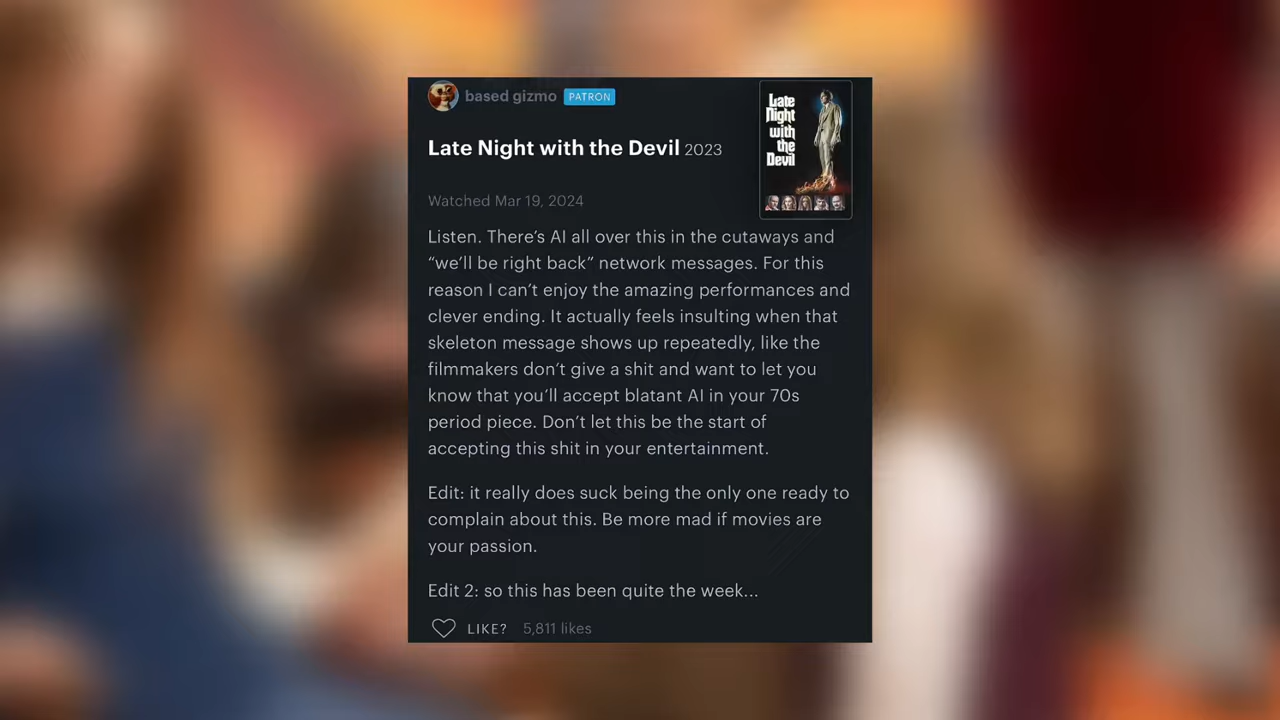 based gizmo PATRON
Late Night with the Devil 2023
Late
Night
with
the
Devil
Watched Mar 19, 2024
Listen. There’s AI all over this in the cutaways and
“we’ll be right back” network messages. For this
reason I can’t enjoy the amazing performances and
clever ending. It actually feels insulting when that
skeleton message shows up repeatedly, like the
filmmakers don’t give a shit and want to let you
know that you’ll accept blatant AI in your 70s
period piece. Don’t let this be the start of
accepting this shit in your entertainment.
Edit: it really does suck being the only one ready to
complain about this. Be more mad if movies are
your passion.
Edit 2: so this has been quite the week...
LIKE? 5,811 likes